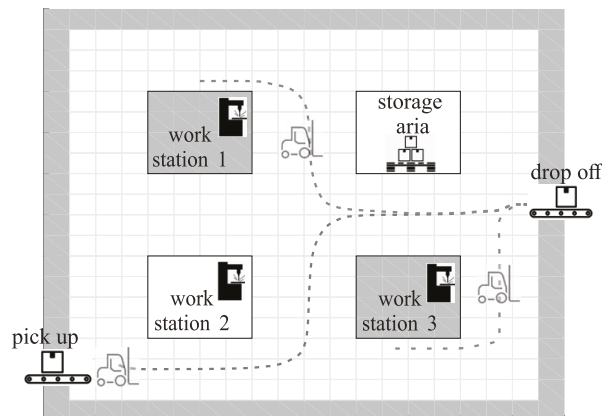 storage
aria
work
station 1
drop off
work
station 2
work
station 3
pick up